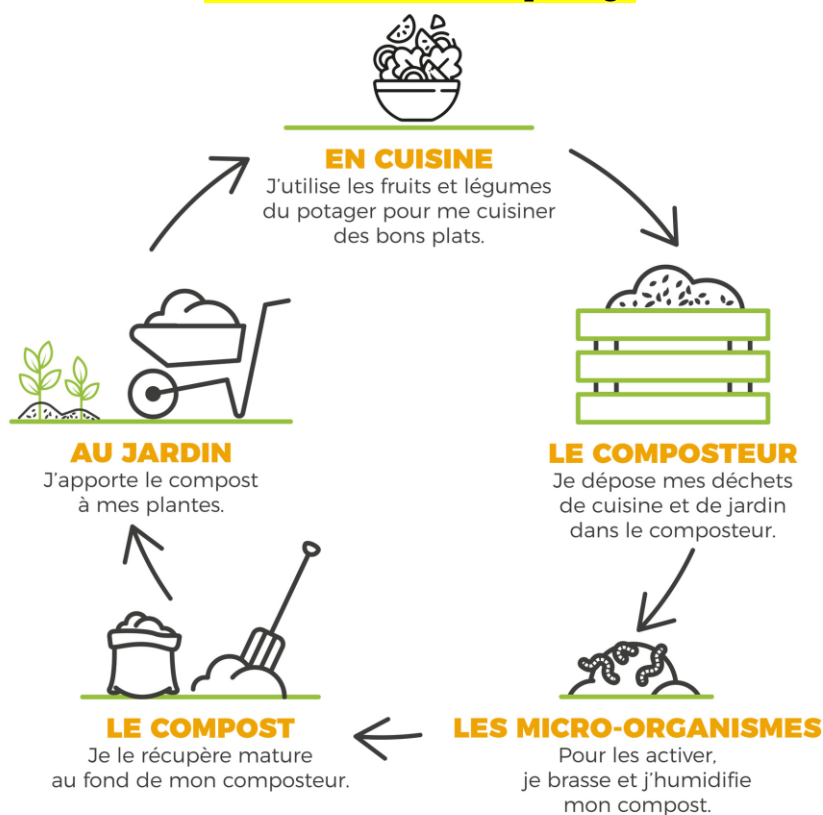 EN CUISINE
J'utilise les fruits et légumes
du potager pour me cuisiner
des bons plats.
LE COMPOSTEUR
Je dépose mes déchets
de cuisine et de jardin
dans le composteur.
LES MICRO-ORGANISMES
Pour les activer,
je brasse et j'humidifie
mon compost.
LE COMPOST
Je le récupère mature
au fond de mon composteur.
AU JARDIN
J'apporte le compost
à mes plantes.